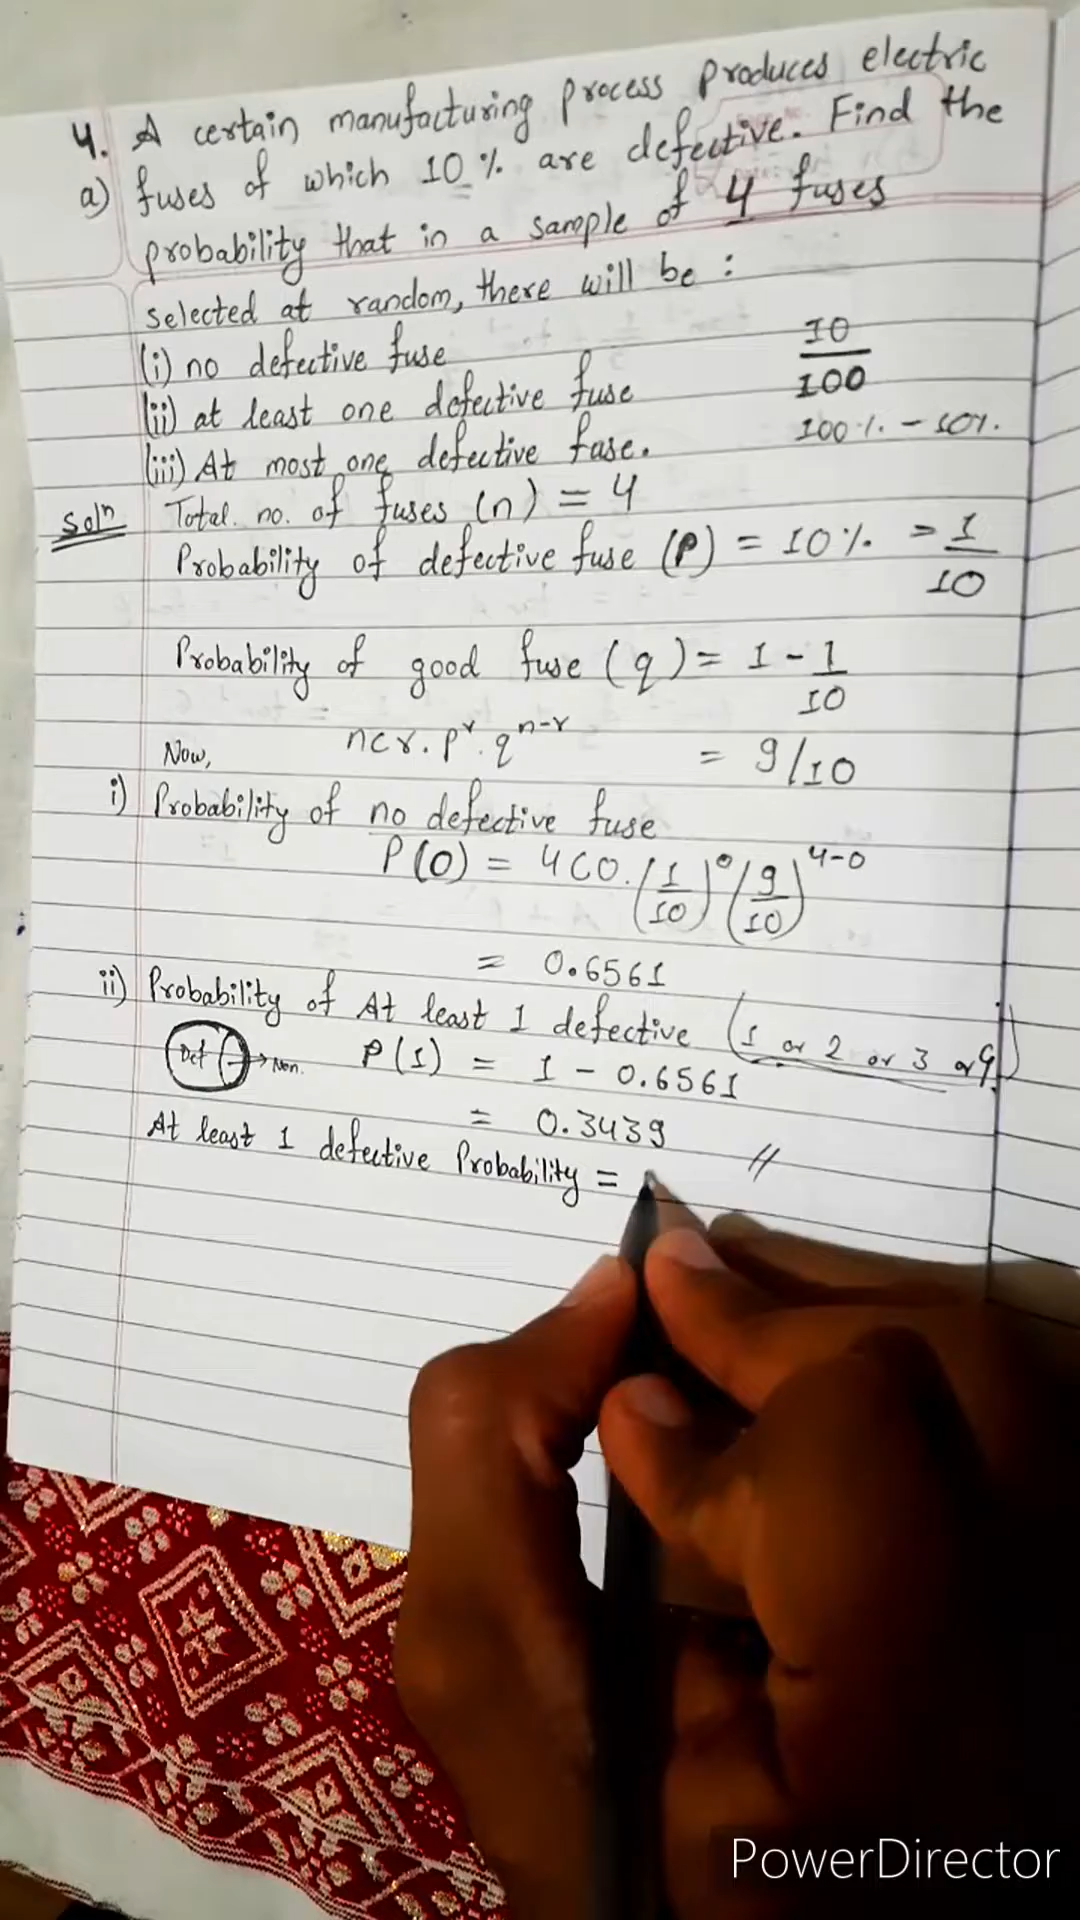 4. A certain manufacturing process produces electric
a) fuses of which 10 % are defective. Find the
probability that in a sample of 4 fuses
selected at random, there will be :
(i) no defective fuse
10
100
(ii) at least one defective fuse
100%. - 10%.
(iii) At most one defective fuse.
Soln Total. no. of fuses (n) = 4
Probability of defective fuse (P) = 10% = 1
10
Probability of good fuse (q) = 1 - 1
10
Now, ncr. p^r. q^n-r = 9/10
i) Probability of no defective fuse
P(0) = 4C0. (1/10)^0 (9/10)^4-0
= 0.6561
ii) Probability of At least 1 defective (1 or 2 or 3 or 4)
Def → Non. P(1) = 1 - 0.6561
= 0.3439 //
At least 1 defective Probability =
PowerDirector